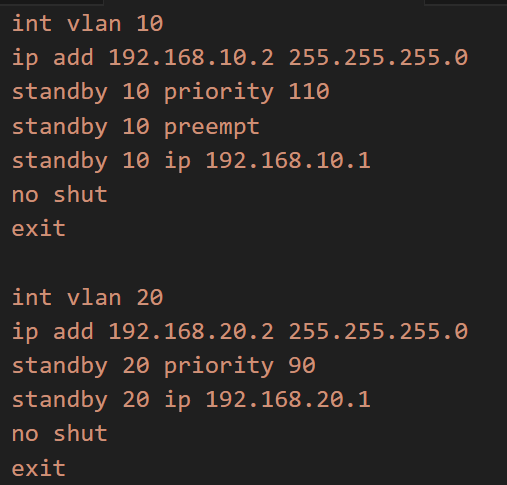 int vlan 10
ip add 192.168.10.2 255.255.255.0
standby 10 priority 110
standby 10 preempt
standby 10 ip 192.168.10.1
no shut
exit
int vlan 20
ip add 192.168.20.2 255.255.255.0
standby 20 priority 90
standby 20 ip 192.168.20.1
no shut
exit